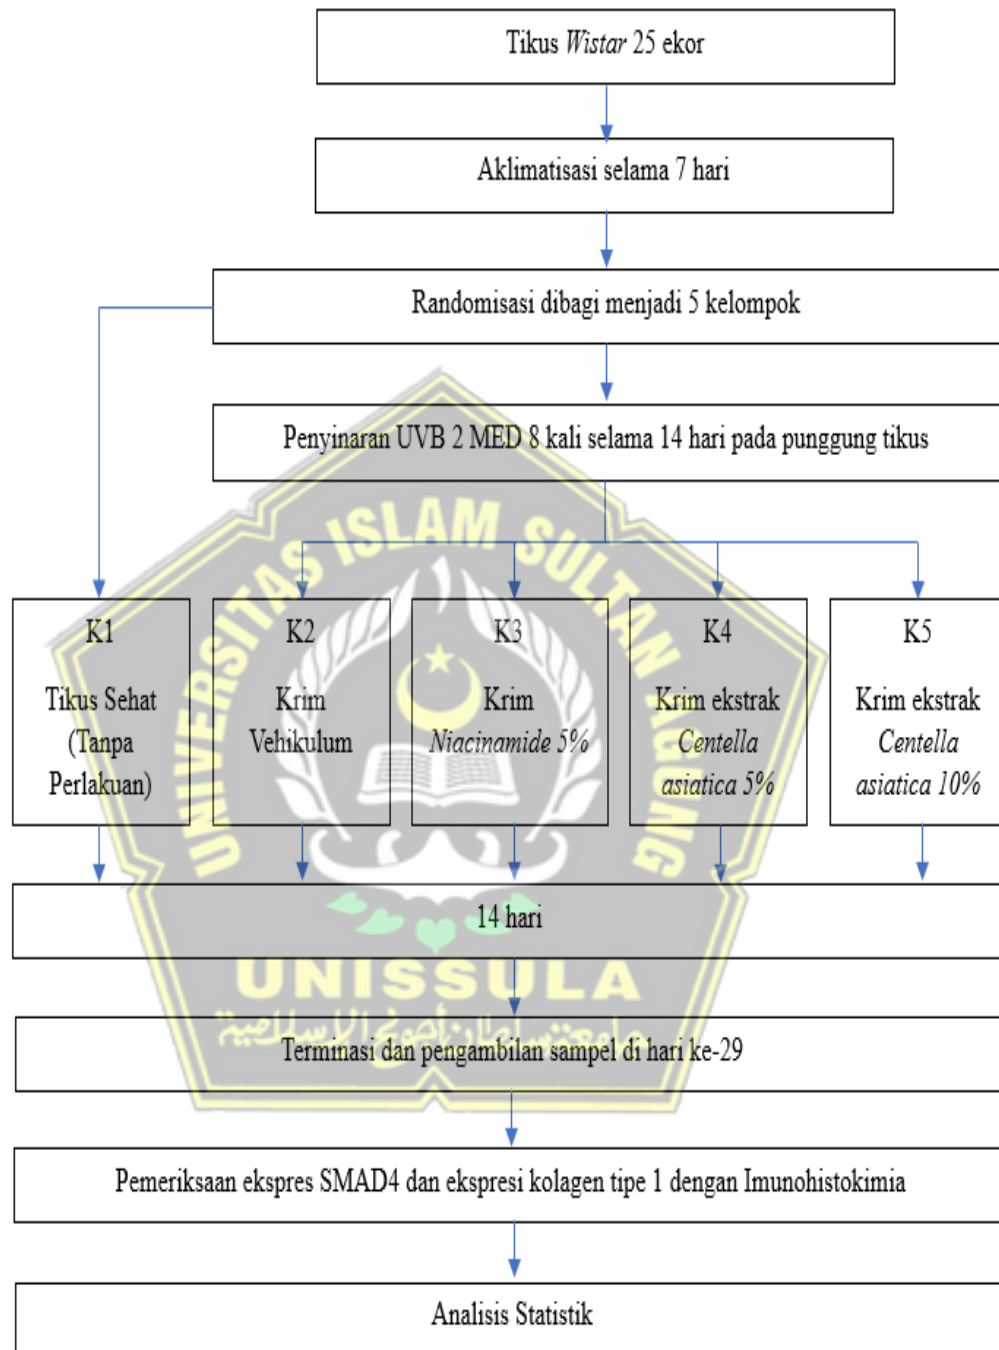 Tikus Wistar 25 ekor
Aklimatisasi selama 7 hari
Randomisasi dibagi menjadi 5 kelompok
Penyinaran UVB 2 MED 8 kali selama 14 hari pada punggung tikus
UNIVERSITAS ISLAM SULTAN AGUNG
K1
Tikus Sehat
(Tanpa
Perlakuan)
K2
Krim
Vehikulum
K3
Krim
Niacinamide 5%
K4
Krim ekstrak
Centella
asiatica 5%
K5
Krim ekstrak
Centella
asiatica 10%
14 hari
UNISSULA
جامعة سلطان أجونج الإسلامية
Terminasi dan pengambilan sampel di hari ke-29
Pemeriksaan ekspres SMAD4 dan ekspresi kolagen tipe 1 dengan Imunohistokimia
Analisis Statistik